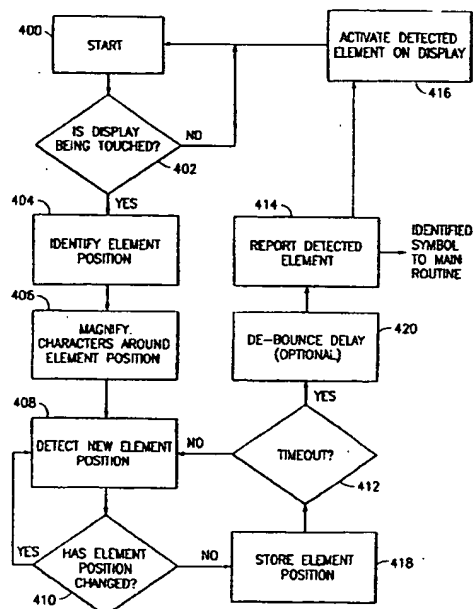 400
START
IS DISPLAY
BEING TOUCHED?
NO
402
YES
404
IDENTIFY ELEMENT
POSITION
406
MAGNIFY.
CHARACTERS AROUND
ELEMENT POSITION
408
DETECT NEW ELEMENT
POSITION
YES
HAS ELEMENT
POSITION
CHANGED?
410
NO
STORE ELEMENT
POSITION
418
TIMEOUT?
412
NO
YES
DE-BOUNCE DELAY
(OPTIONAL)
420
414
REPORT DETECTED
ELEMENT
IDENTIFIED
SYMBOL
TO MAIN
ROUTINE
ACTIVATE DETECTED
ELEMENT ON DISPLAY
416